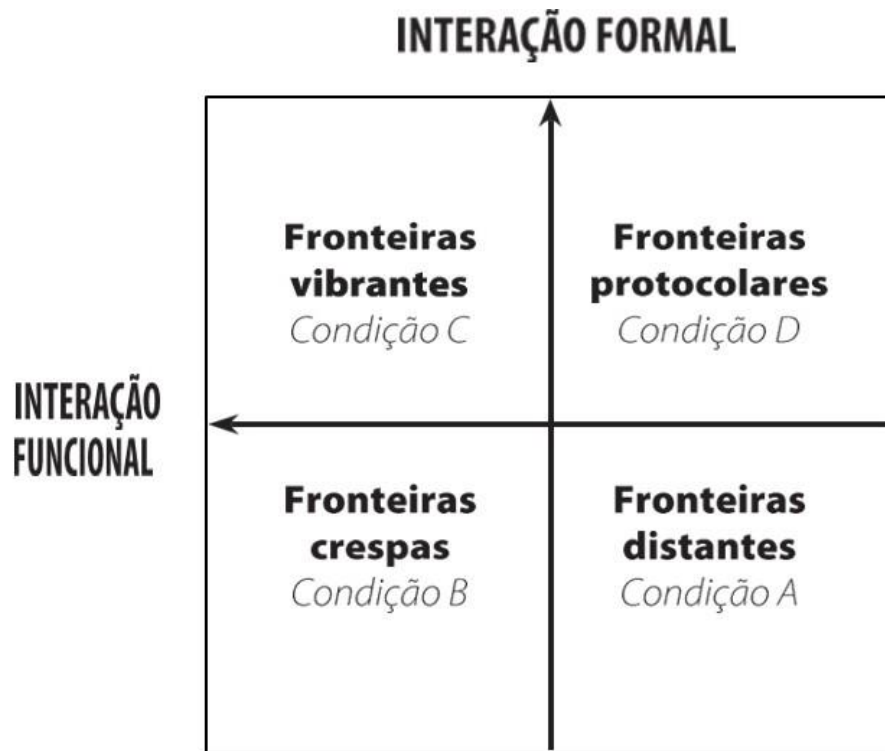 INTERAÇÃO FORMAL
Fronteiras
vibrantes
Condição C
Fronteiras
protocolares
Condição D
INTERAÇÃO
FUNCIONAL
Fronteiras
crespas
Condição B
Fronteiras
distantes
Condição A